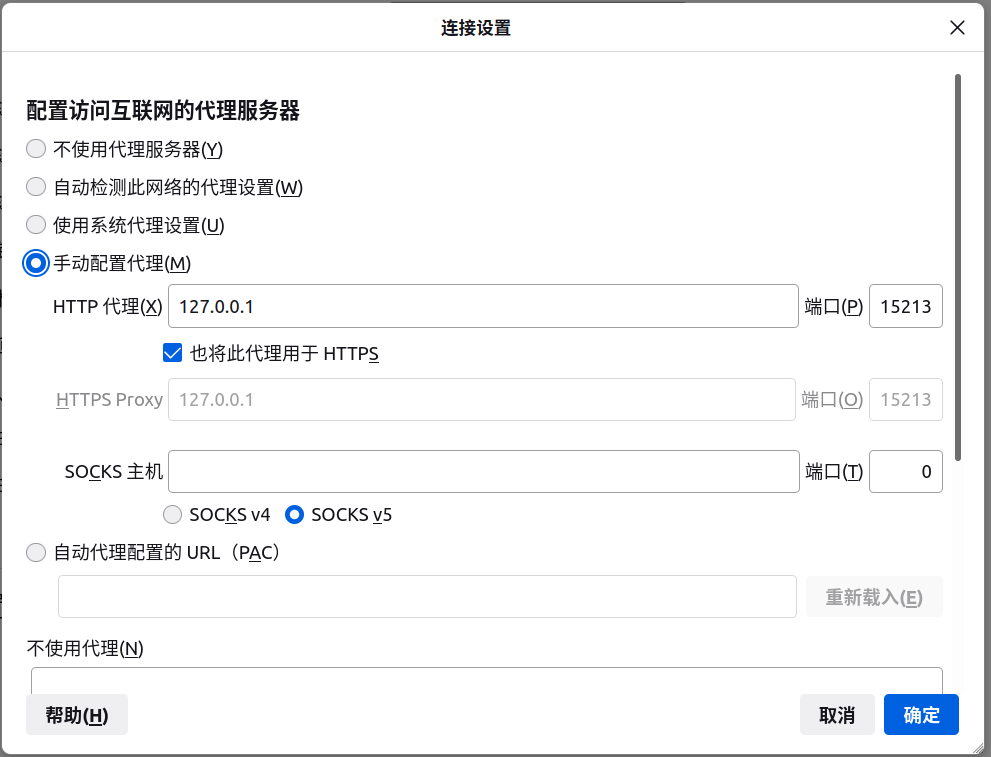 连接设置
配置访问互联网的代理服务器
不使用代理服务器(Y)
自动检测此网络的代理设置(W)
使用系统代理设置(U)
手动配置代理(M)
HTTP 代理(X) 127.0.0.1 端口(P) 15213
也将此代理用于 HTTPS
HTTPS Proxy 127.0.0.1 端口(O) 15213
SOCKS 主机 端口(T) 0
SOCKS v4 SOCKS v5
自动代理配置的 URL（PAC）
重新载入(E)
不使用代理(N)
帮助(H) 取消 确定